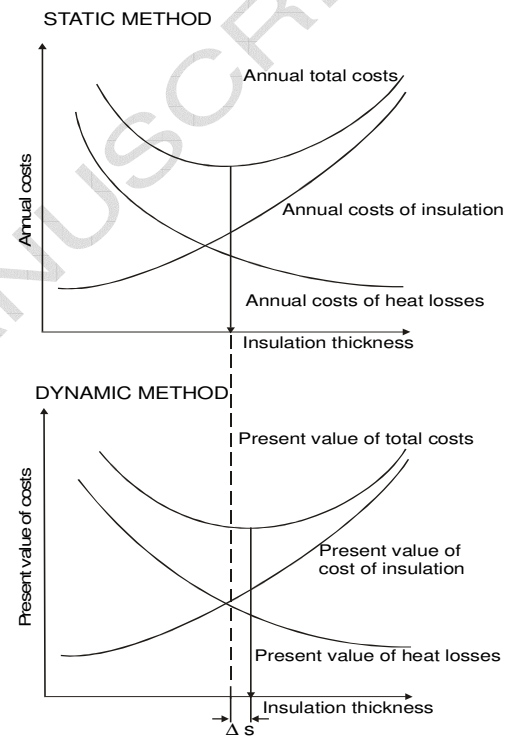 STATIC METHOD
Annual total costs
Annual costs
Annual costs of insulation
Annual costs of heat losses
Insulation thickness
DYNAMIC METHOD
Present value of total costs
Present value of costs
Present value of
cost of insulation
Present value of heat losses
Insulation thickness
Δ s
NUSCR